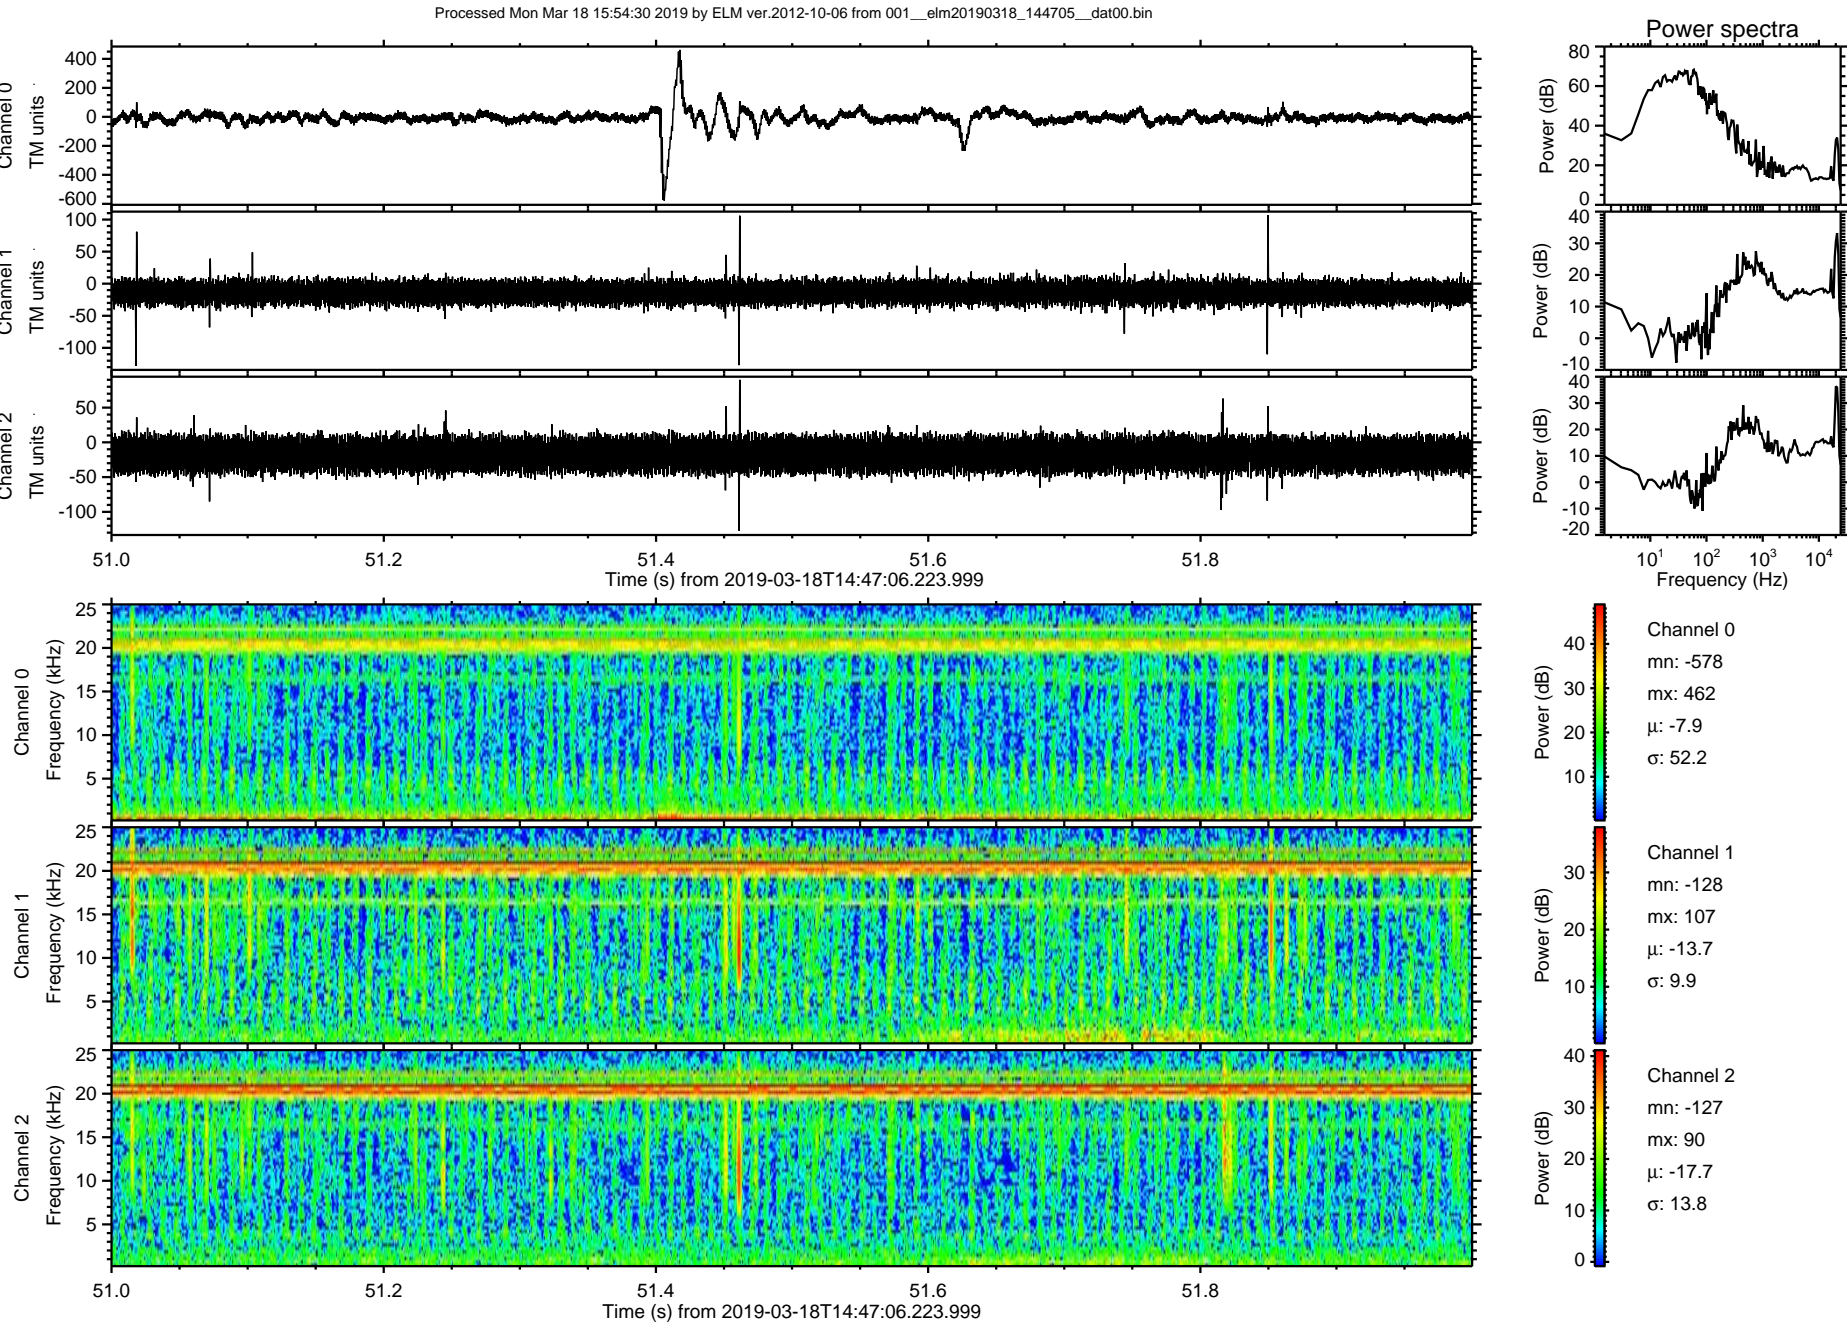 Processed Mon Mar 18 15:54:30 2019 by ELM ver.2012-10-06 from 001__elm20190318_144705__dat00.bin
Power spectra
Channel 0
TM units
400
200
0
-200
-400
-600
Power (dB)
80
60
40
20
0
Channel 1
TM units
100
50
0
-50
-100
Power (dB)
40
30
20
10
0
-10
Channel 2
TM units
50
0
-50
-100
Power (dB)
40
30
20
10
0
-10
-20
51.0 51.2 51.4 51.6 51.8
Time (s) from 2019-03-18T14:47:06.223.999
10^1 10^2 10^3 10^4
Frequency (Hz)
Channel 0
Frequency (kHz)
25
20
15
10
5
Power (dB)
40
30
20
10
Channel 0
mn: -578
mx: 462
μ: -7.9
σ: 52.2
Channel 1
Frequency (kHz)
25
20
15
10
5
Power (dB)
30
20
10
Channel 1
mn: -128
mx: 107
μ: -13.7
σ: 9.9
Channel 2
Frequency (kHz)
25
20
15
10
5
Power (dB)
40
30
20
10
0
Channel 2
mn: -127
mx: 90
μ: -17.7
σ: 13.8
51.0 51.2 51.4 51.6 51.8
Time (s) from 2019-03-18T14:47:06.223.999